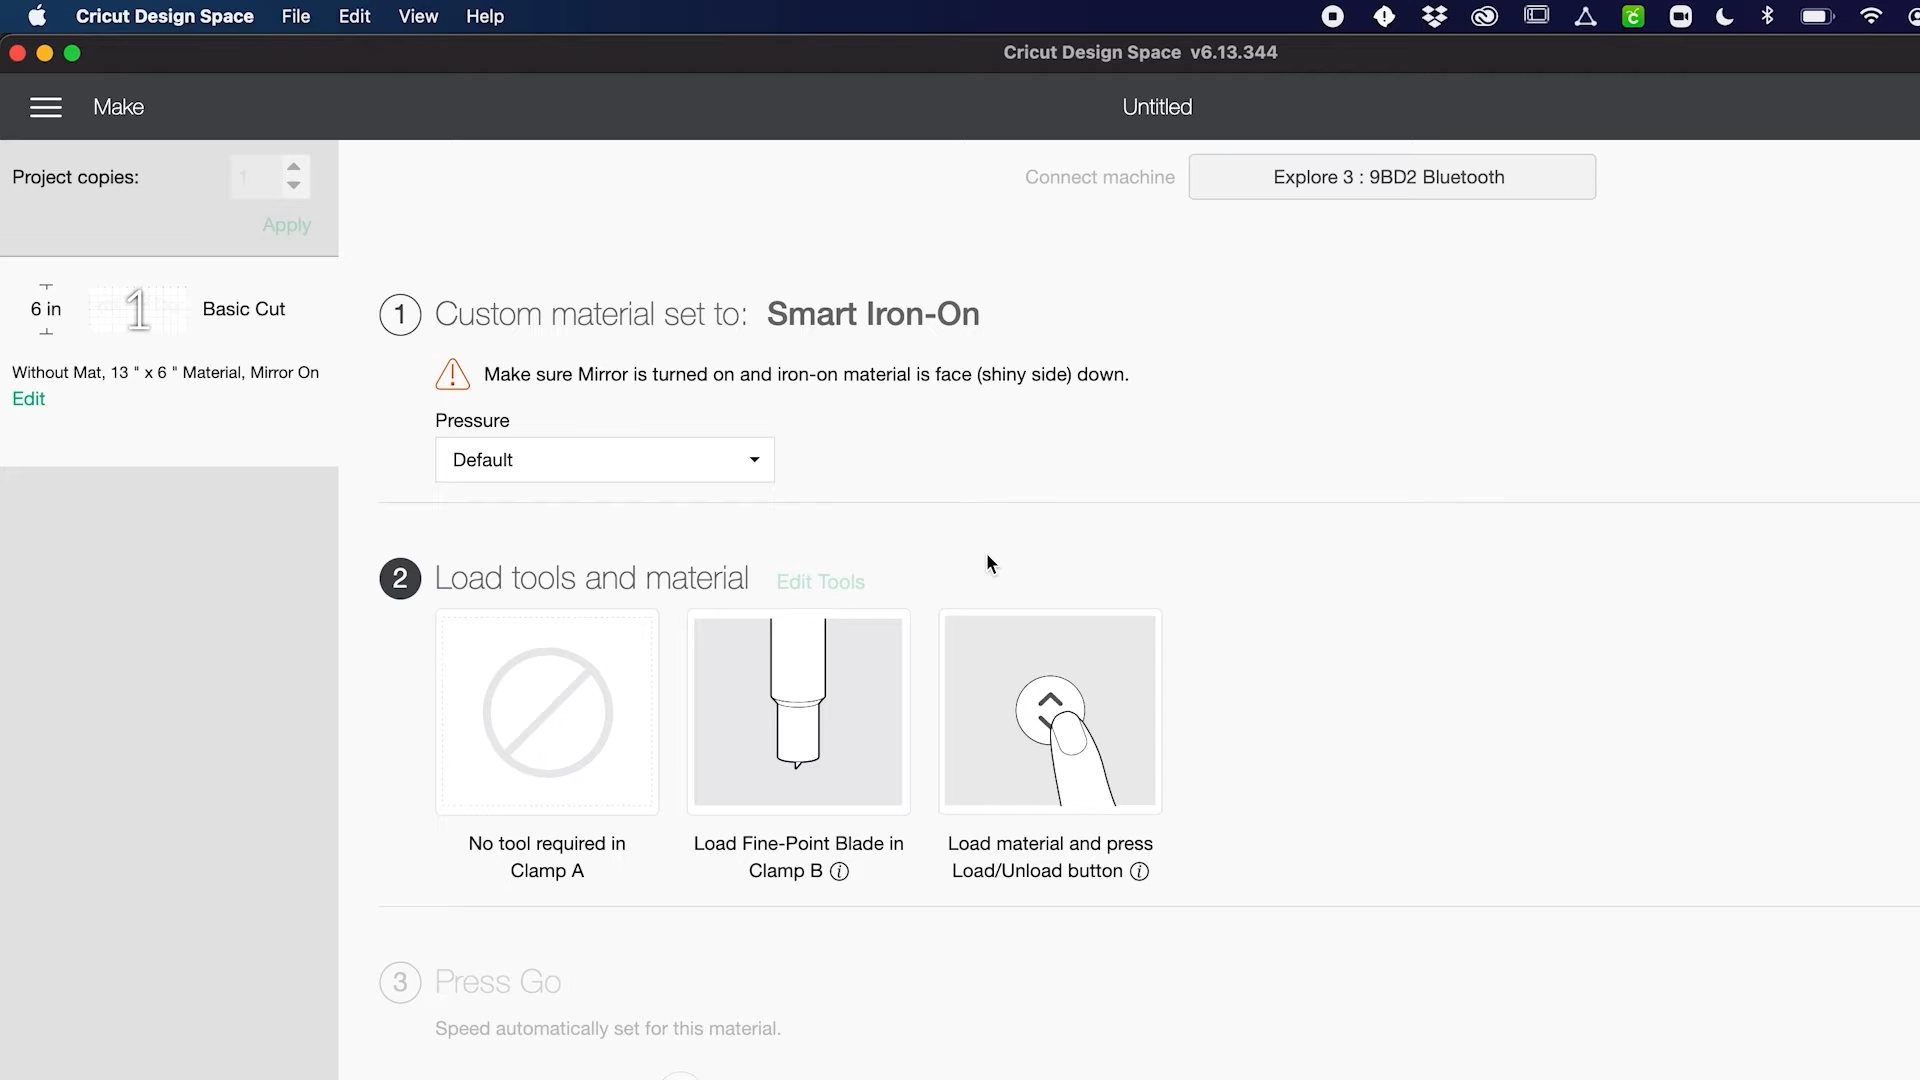 Cricut Design Space File Edit View Help
Cricut Design Space v6.13.344
Make
Untitled
Project copies:
1
Apply
Connect machine
Explore 3 : 9BD2 Bluetooth
6 in
1
Basic Cut
Without Mat, 13 " x 6 " Material, Mirror On
Edit
1 Custom material set to: Smart Iron-On
Make sure Mirror is turned on and iron-on material is face (shiny side) down.
Pressure
Default
2 Load tools and material Edit Tools
No tool required in
Clamp A
Load Fine-Point Blade in
Clamp B
Load material and press
Load/Unload button
3 Press Go
Speed automatically set for this material.